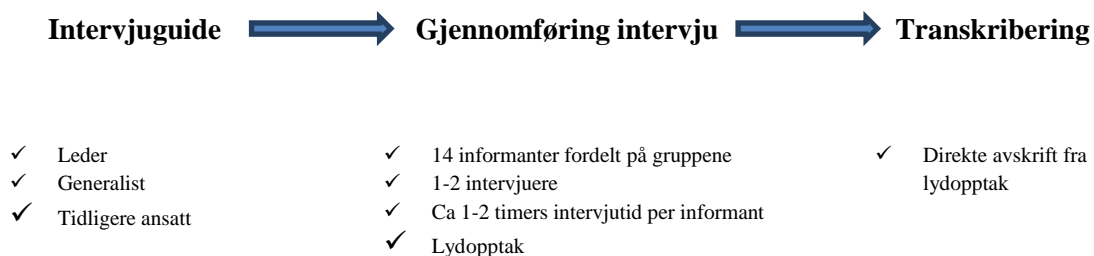 Intervjuguide
Gjennomføring intervju
Transkribering
✓ Leder
✓ Generalist
✓ Tidligere ansatt
✓ 14 informanter fordelt på gruppene
✓ 1-2 intervjuere
✓ Ca 1-2 timers intervjutid per informant
✓ Lydopptak
✓ Direkte avskrift fra
lydopptak